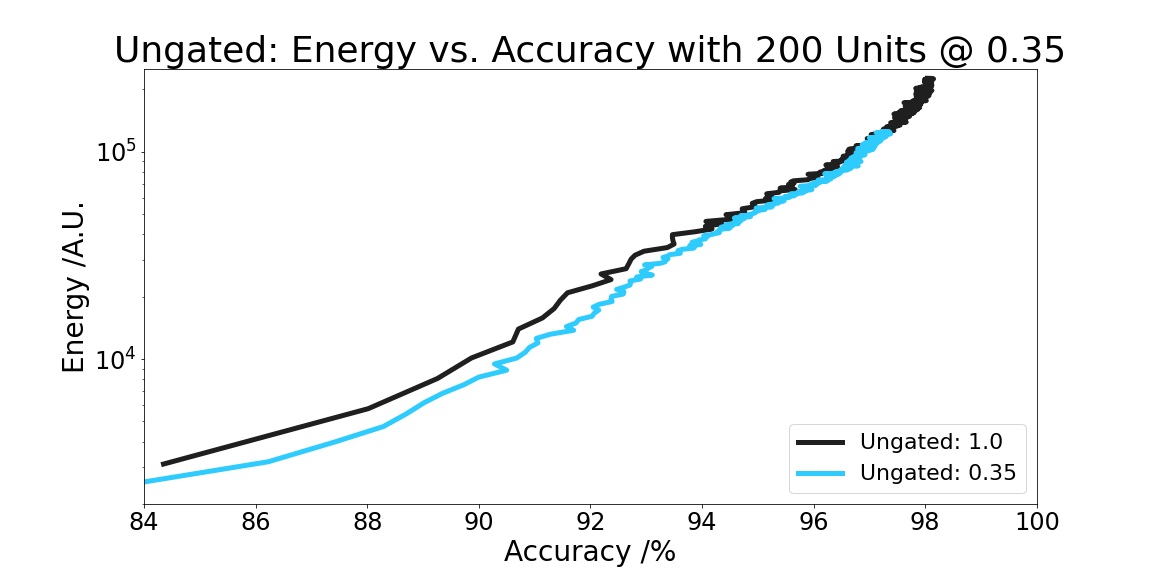 Ungated: Energy vs. Accuracy with 200 Units @ 0.35
10^5
10^4
Energy /A.U.
Ungated: 1.0
Ungated: 0.35
84 86 88 90 92 94 96 98 100
Accuracy /%